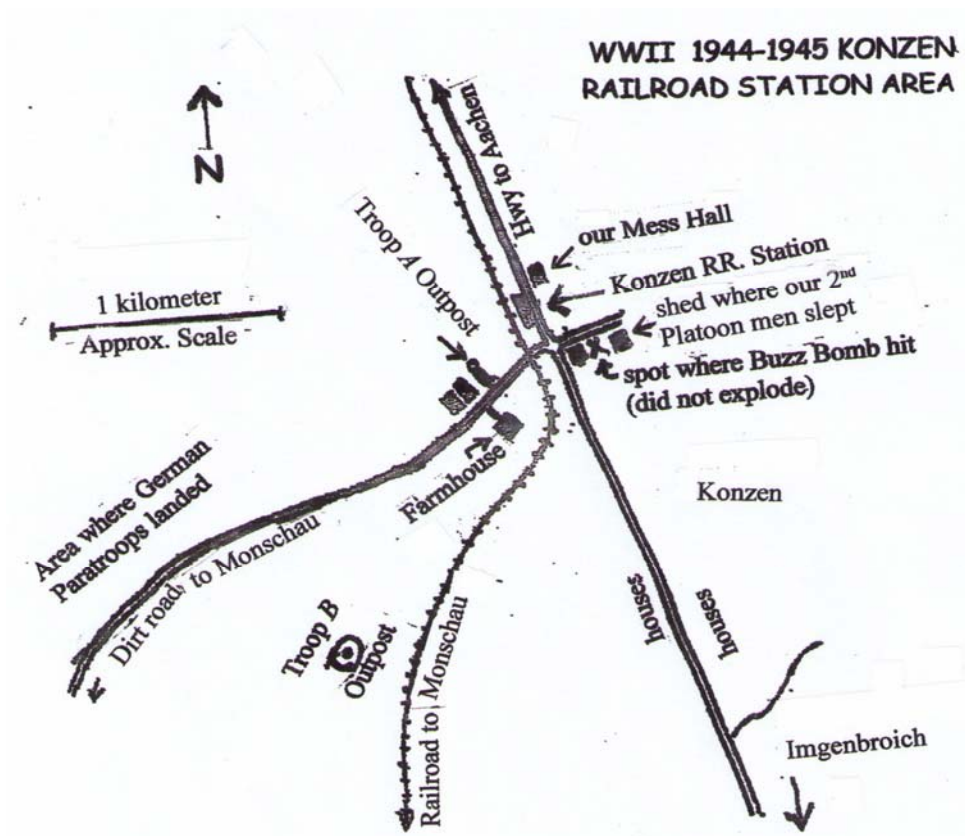 WWII 1944-1945 KONZEN
RAILROAD STATION AREA
N
Hwy to Aachen
Troop A Outpost
our Mess Hall
Konzen RR. Station
shed where our 2nd
Platoon men slept
spot where Buzz Bomb hit
(did not explode)
1 kilometer
Approx. Scale
Farmhouse
Konzen
Area where German
Paratroops landed
Dirt road, to Monschau
Troop B
Outpost
Railroad to Monschau
houses
houses
Imgenbroich